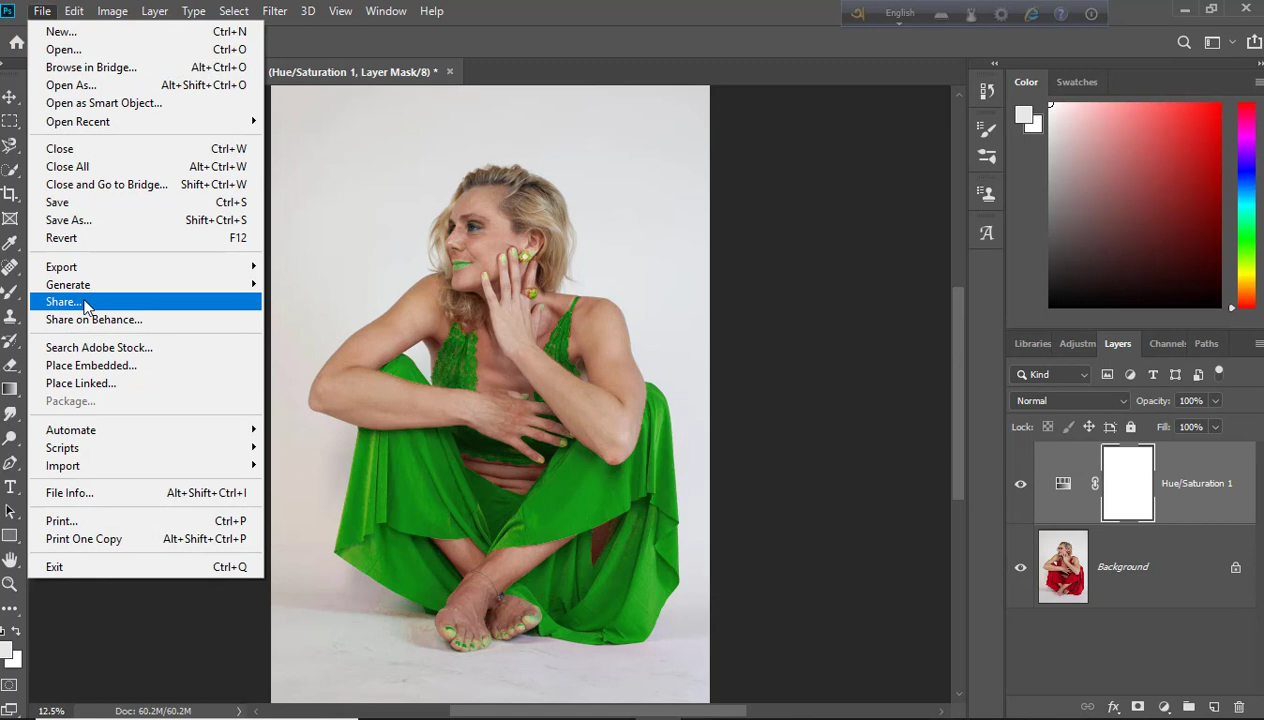 Ps File Edit Image Layer Type Select Filter 3D View Window Help
English
New... Ctrl+N
Open... Ctrl+O
Browse in Bridge... Alt+Ctrl+O
Open As... Alt+Shift+Ctrl+O
Open as Smart Object...
Open Recent
Close Ctrl+W
Close All Alt+Ctrl+W
Close and Go to Bridge... Shift+Ctrl+W
Save Ctrl+S
Save As... Shift+Ctrl+S
Revert F12
Export
Generate
Share...
Share on Behance...
Search Adobe Stock...
Place Embedded...
Place Linked...
Package...
Automate
Scripts
Import
File Info... Alt+Shift+Ctrl+I
Print... Ctrl+P
Print One Copy Alt+Shift+Ctrl+P
Exit Ctrl+Q
(Hue/Saturation 1, Layer Mask/8) *
12.5% Doc: 60.2M/60.2M
Color Swatches
Libraries Adjustm Layers Channel Paths
Kind
Normal Opacity: 100%
Lock: Fill: 100%
Hue/Saturation 1
Background